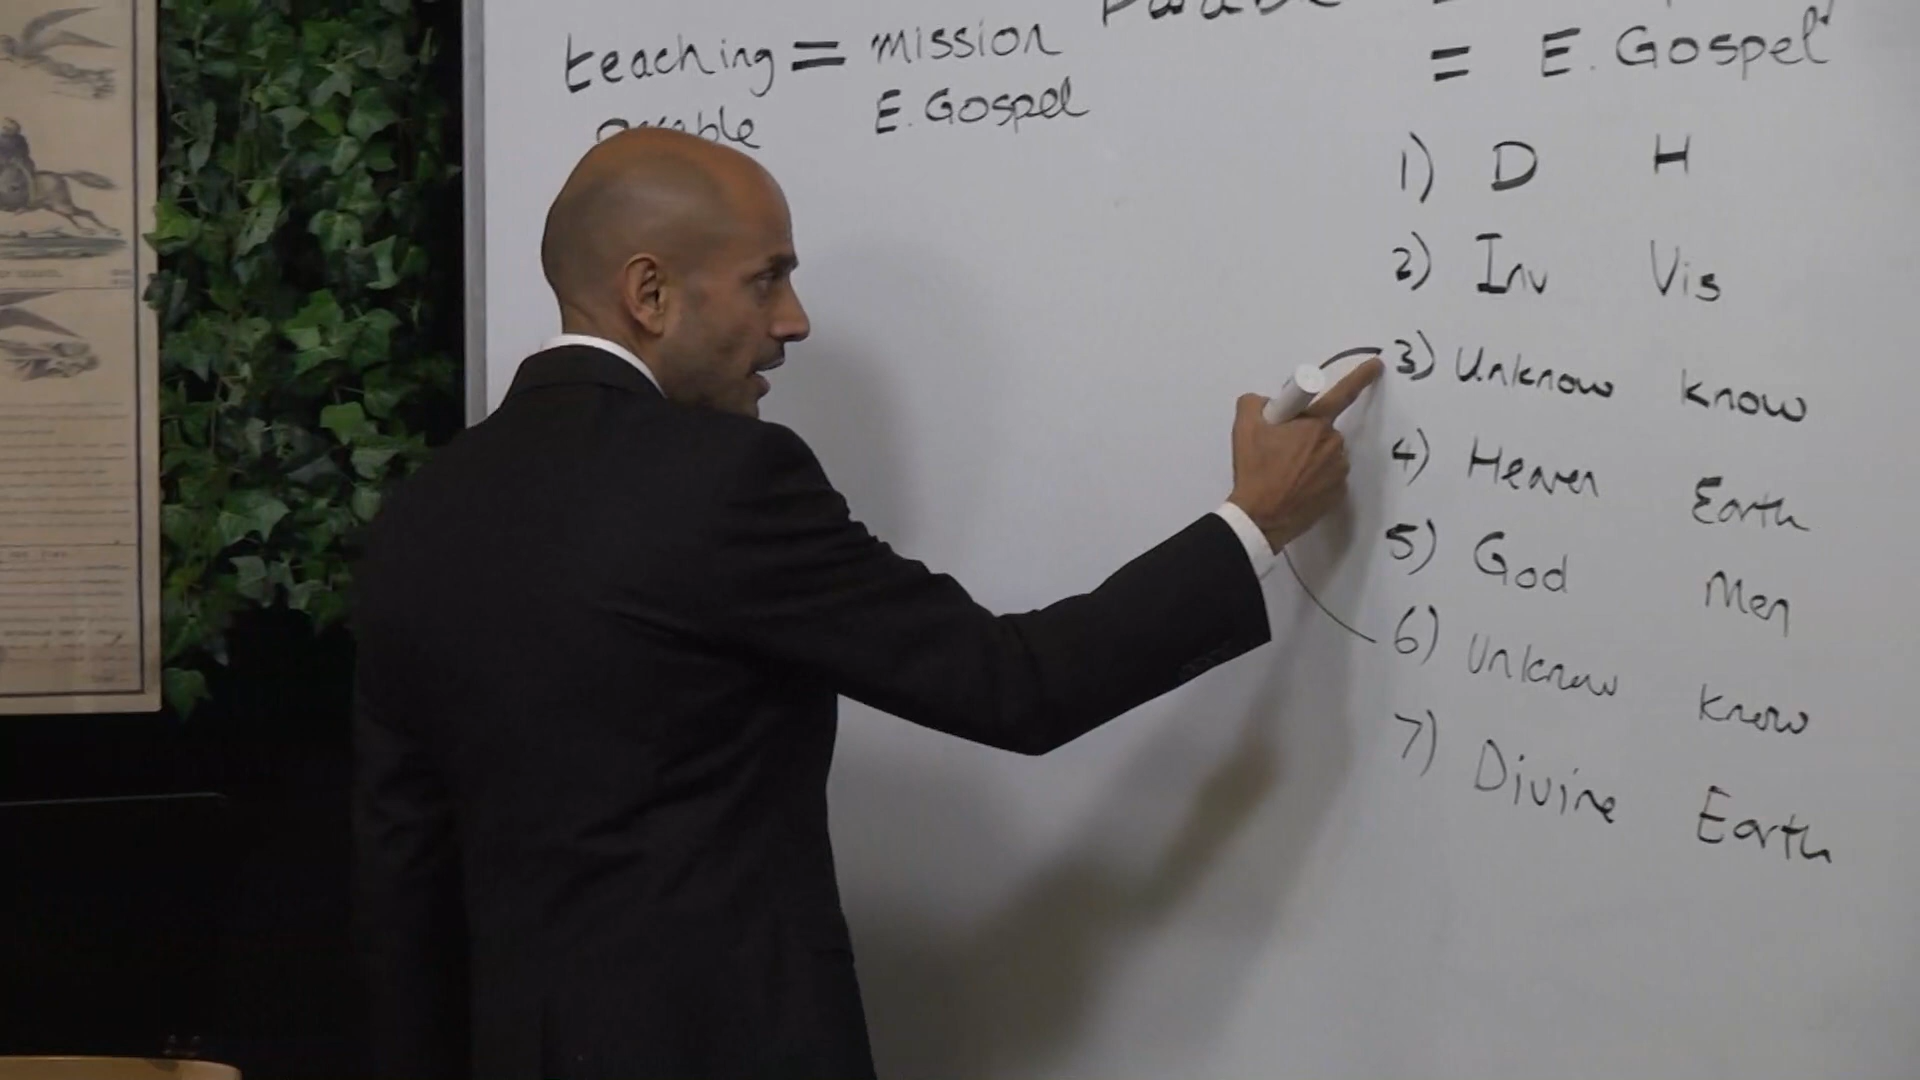 teaching = mission
parable E. Gospel
= E. Gospel
1) D H
2) Inv Vis
3) Unknow know
4) Heaven Earth
5) God Men
6) Unknow know
7) Divine Earth